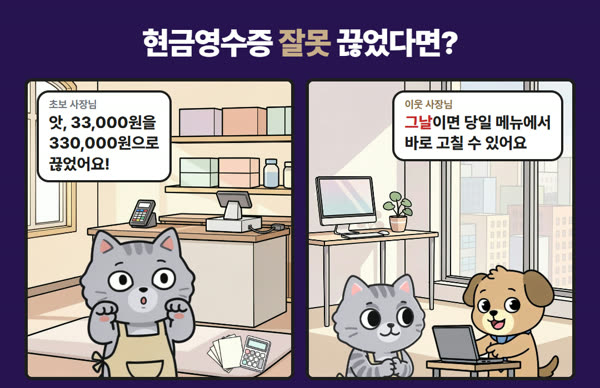 현금영수증 잘못 끊었다면?
초보 사장님
앗, 33,000원을
330,000원으로
끊었어요!
이웃 사장님
그날이면 당일 메뉴에서
바로 고칠 수 있어요